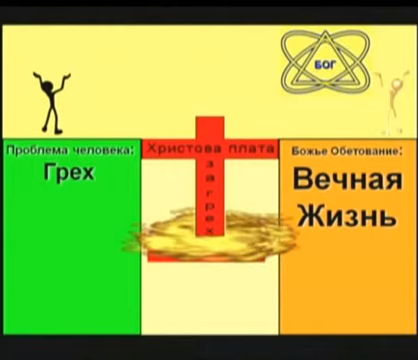 БОГ
Проблема человека:
Грех
Христова плата
за грех
Божье Обетование:
Вечная
Жизнь